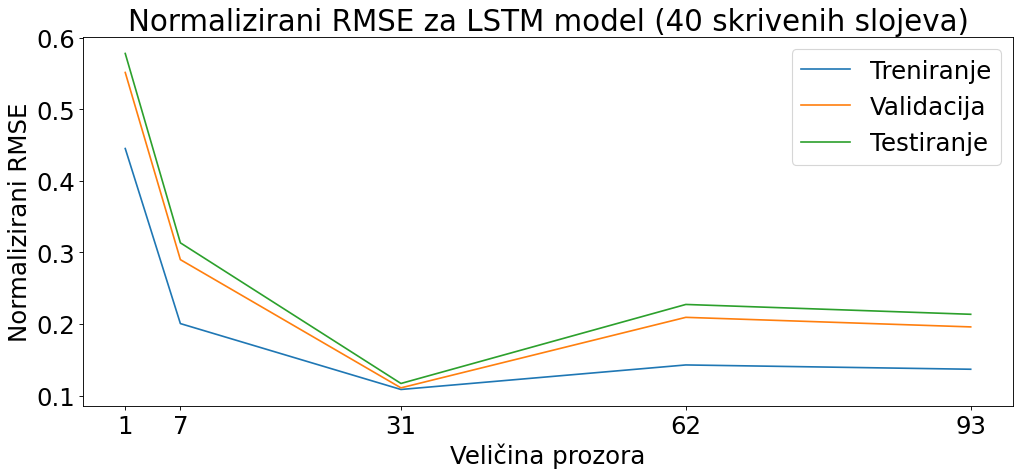 Normalizirani RMSE za LSTM model (40 skrivenih slojeva)
Normalizirani RMSE
0.6
0.5
0.4
0.3
0.2
0.1
Treniranje
Validacija
Testiranje
1 7 31 62 93
Veličina prozora